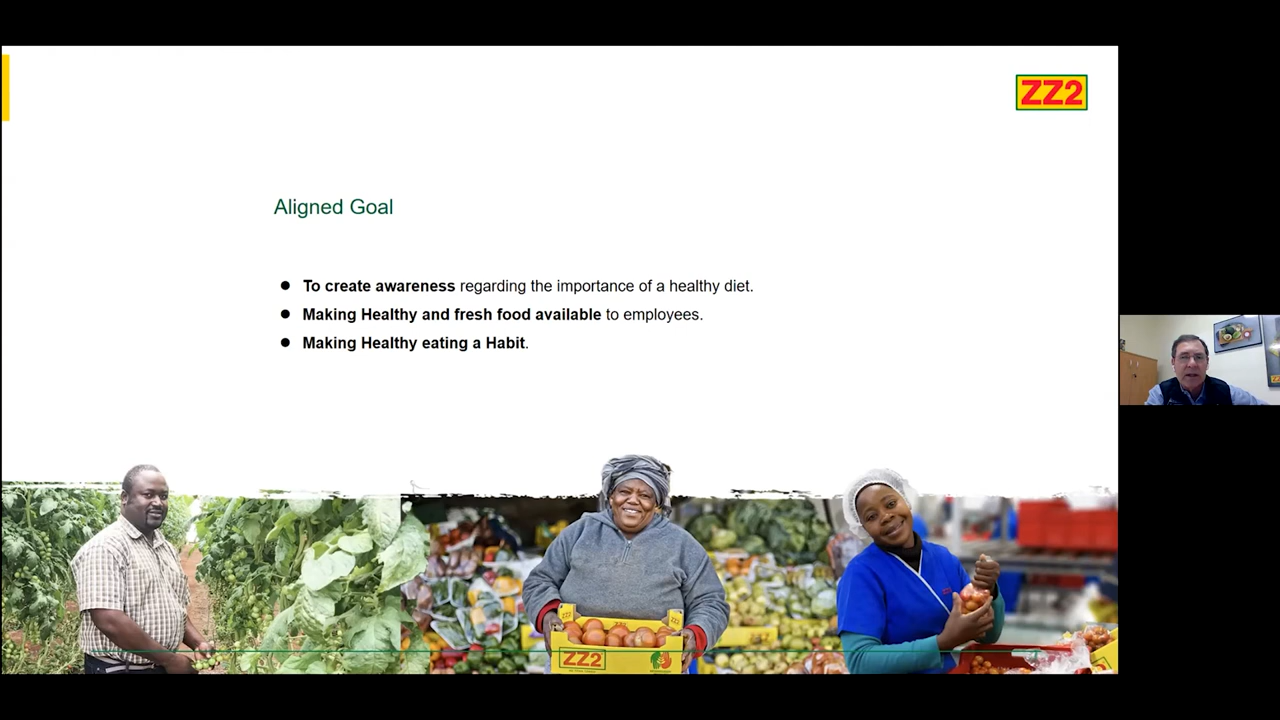 ZZ2
Aligned Goal
● To create awareness regarding the importance of a healthy diet.
● Making Healthy and fresh food available to employees.
● Making Healthy eating a Habit.
ZZ2
ZZ2